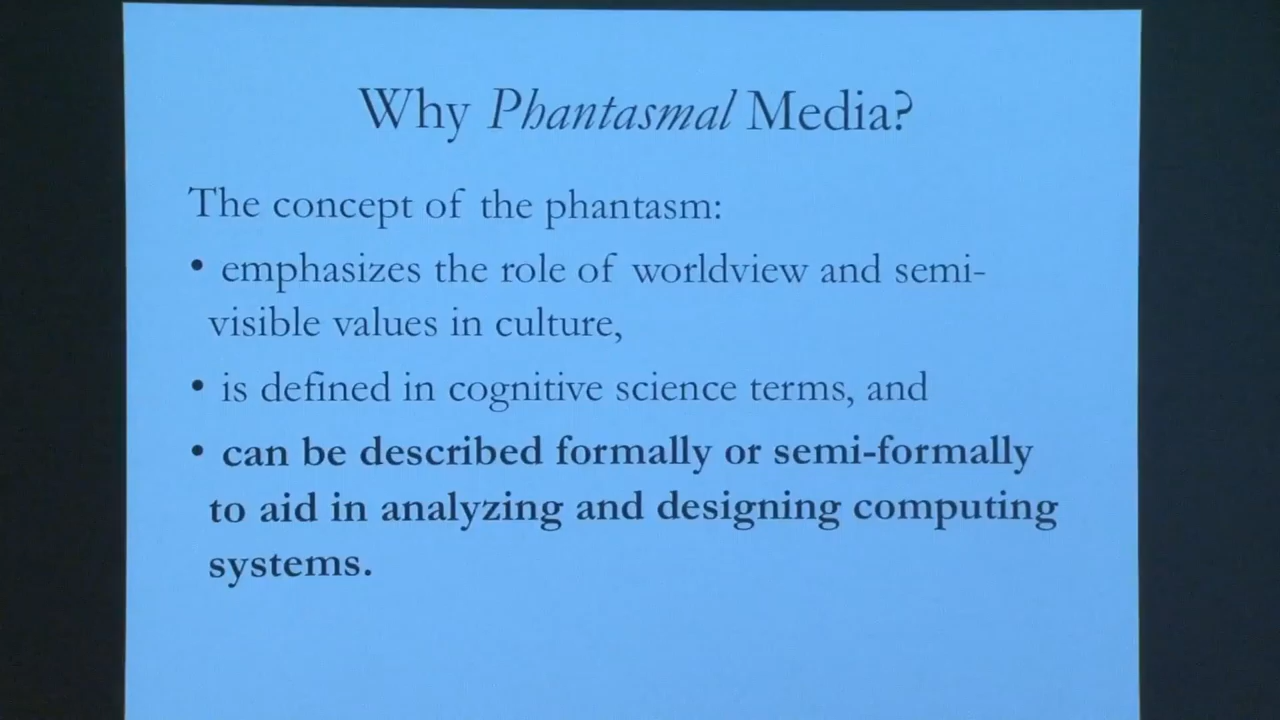 Why Phantasmal Media?
The concept of the phantasm:
• emphasizes the role of worldview and semi-
visible values in culture,
• is defined in cognitive science terms, and
• can be described formally or semi-formally
to aid in analyzing and designing computing
systems.